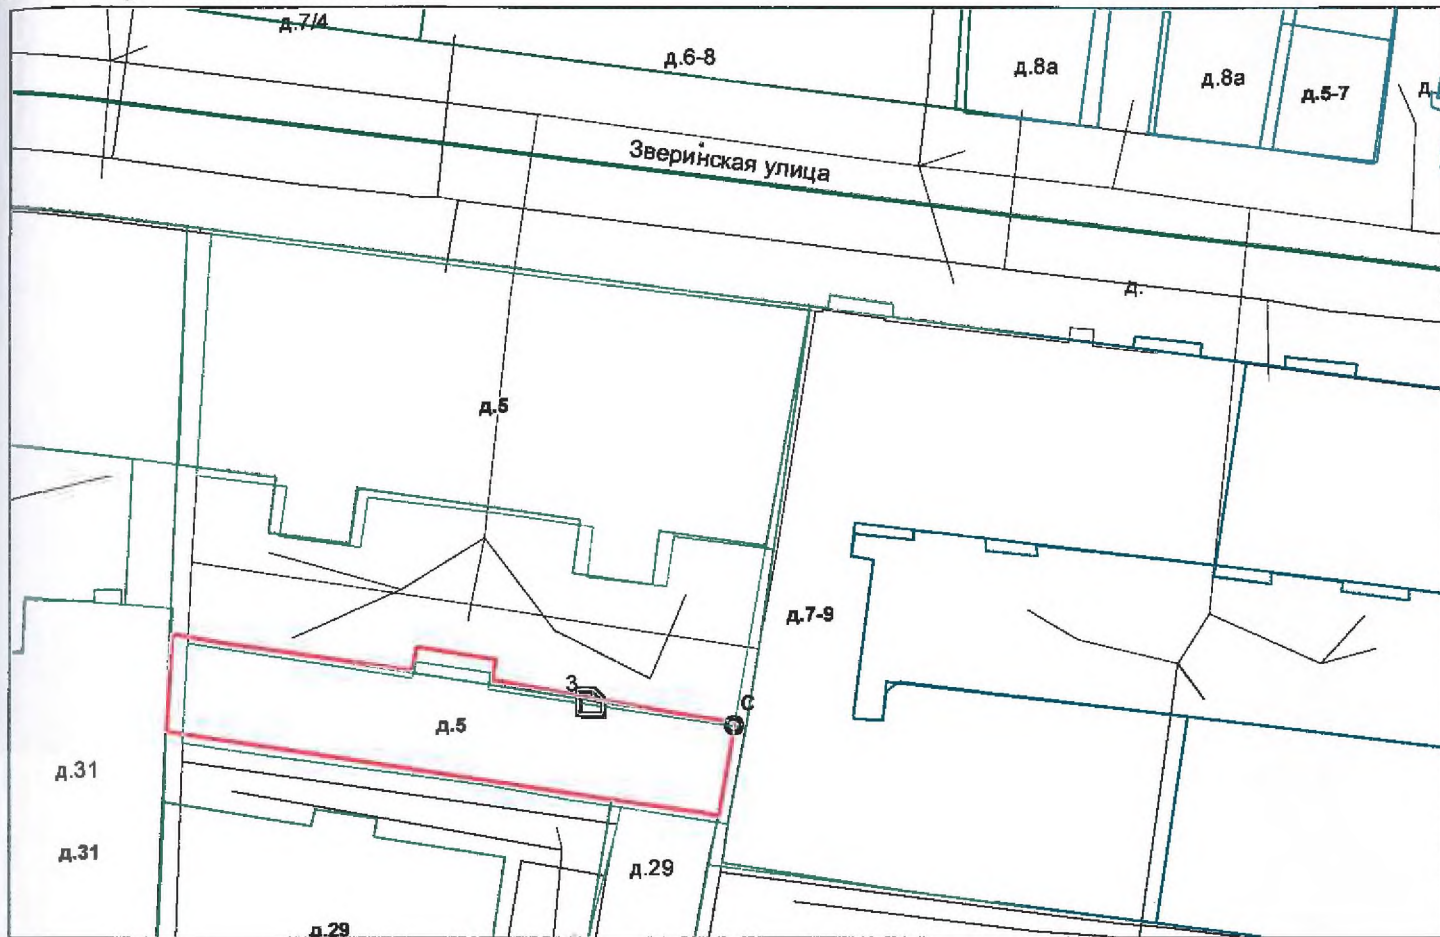 д.7/4
д.6-8
д.8а
д.8а
д.5-7
д.
Зверинская улица
д.
д.5
д.7-9
3
С
д.5
д.31
д.31
д.29
д.29